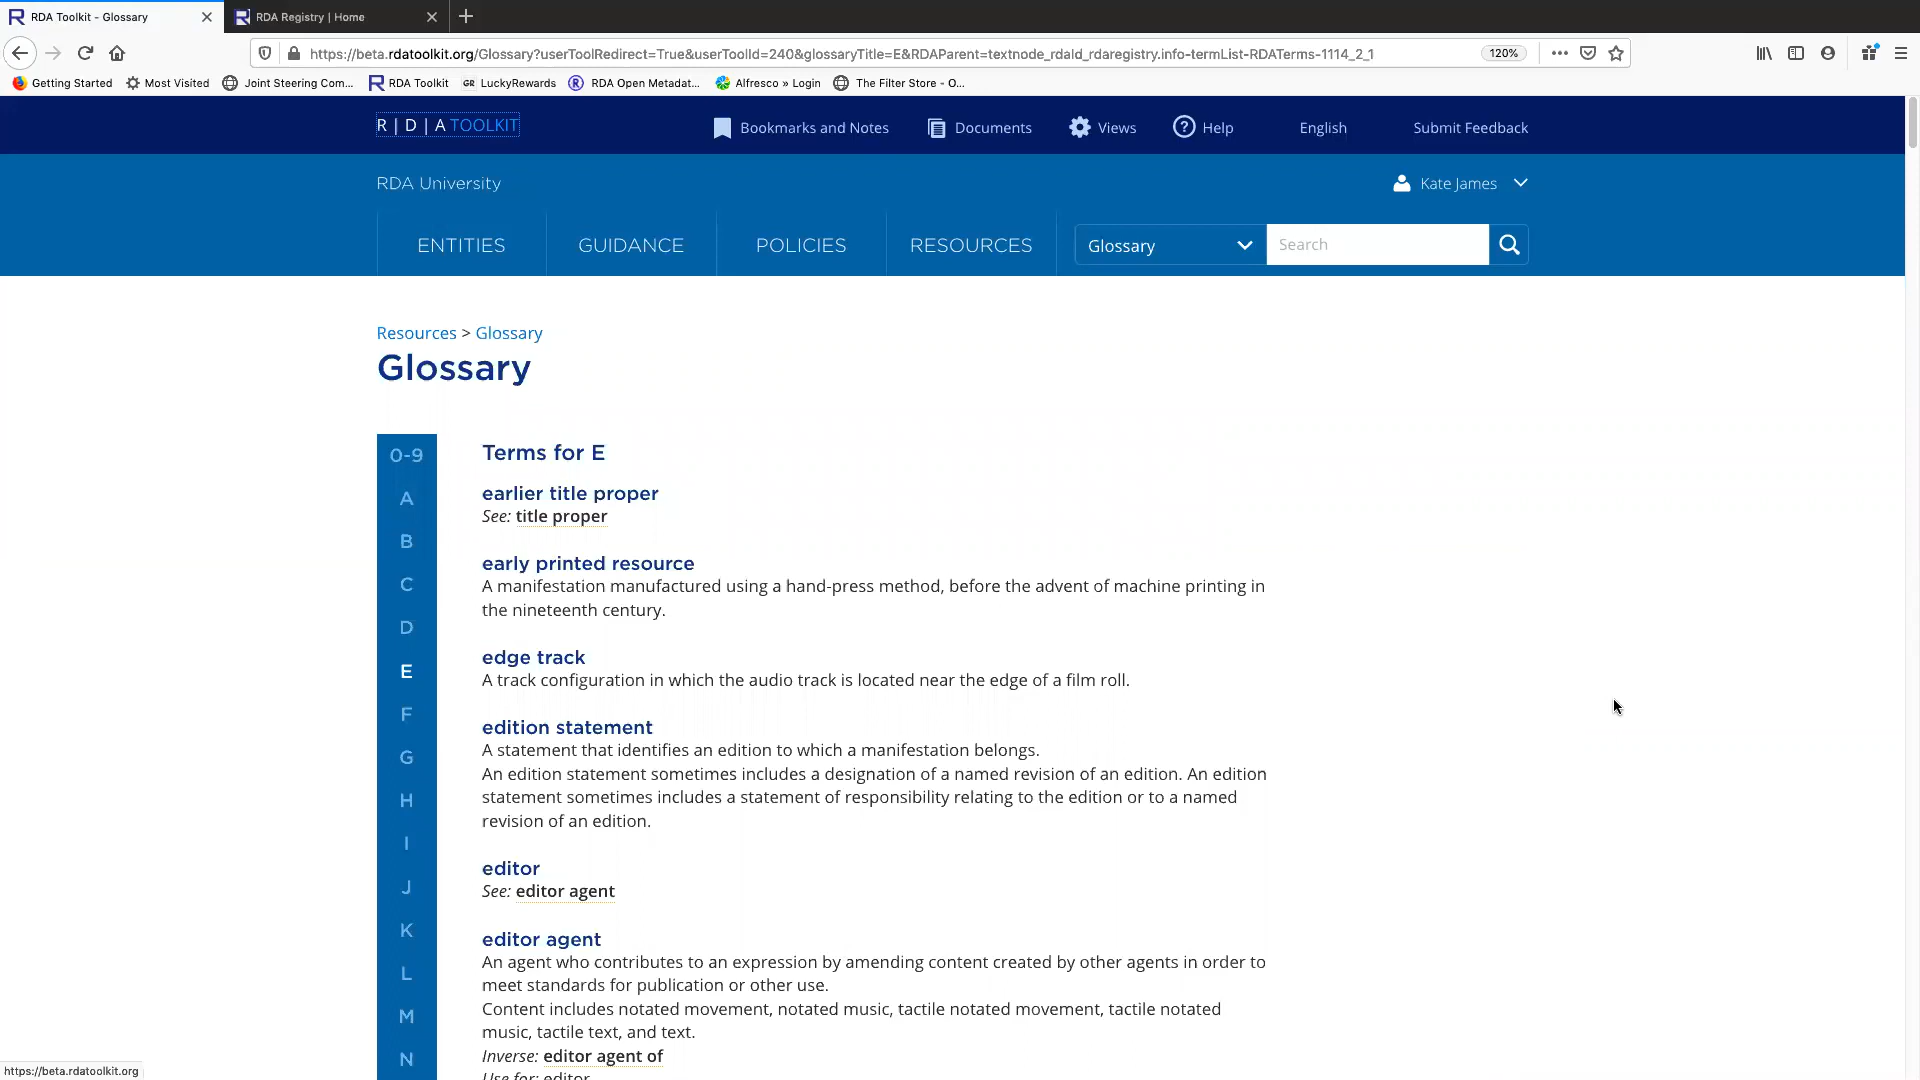 RDA Toolkit - Glossary
RDA Registry | Home
https://beta.rdatoolkit.org/Glossary?userToolRedirect=True&userToolId=240&glossaryTitle=E&RDAParent=textnode_rdaId_rdaregistry.info-termList-RDATerms-1114_2_1
120%
Getting Started
Most Visited
Joint Steering Com...
RDA Toolkit
GR LuckyRewards
RDA Open Metadat...
Alfresco » Login
The Filter Store - O...
R | D | A TOOLKIT
Bookmarks and Notes
Documents
Views
Help
English
Submit Feedback
RDA University
Kate James
ENTITIES
GUIDANCE
POLICIES
RESOURCES
Glossary
Search
Resources > Glossary
Glossary
0-9
A
B
C
D
E
F
G
H
I
J
K
L
M
N
Terms for E
earlier title proper
See: title proper
early printed resource
A manifestation manufactured using a hand-press method, before the advent of machine printing in
the nineteenth century.
edge track
A track configuration in which the audio track is located near the edge of a film roll.
edition statement
A statement that identifies an edition to which a manifestation belongs.
An edition statement sometimes includes a designation of a named revision of an edition. An edition
statement sometimes includes a statement of responsibility relating to the edition or to a named
revision of an edition.
editor
See: editor agent
editor agent
An agent who contributes to an expression by amending content created by other agents in order to
meet standards for publication or other use.
Content includes notated movement, notated music, tactile notated movement, tactile notated
music, tactile text, and text.
Inverse: editor agent of
Use for: editor
https://beta.rdatoolkit.org